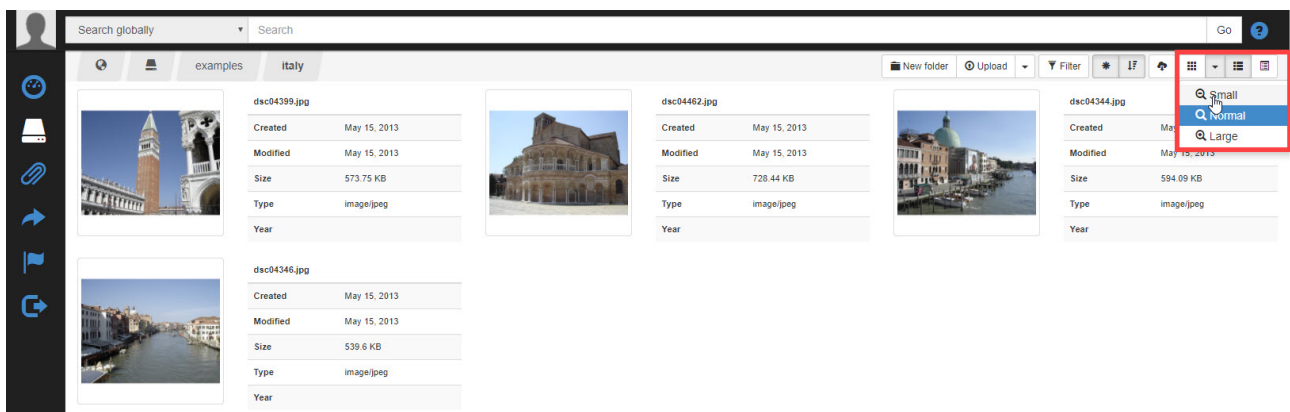 Search globally Search Go ?
examples italy New folder Upload Filter
Small
Normal
Large
dsc04399.jpg
Created May 15, 2013
Modified May 15, 2013
Size 573.75 KB
Type image/jpeg
Year
dsc04462.jpg
Created May 15, 2013
Modified May 15, 2013
Size 728.44 KB
Type image/jpeg
Year
dsc04344.jpg
Created May
Modified May 15, 2013
Size 594.09 KB
Type image/jpeg
Year
dsc04346.jpg
Created May 15, 2013
Modified May 15, 2013
Size 539.6 KB
Type image/jpeg
Year